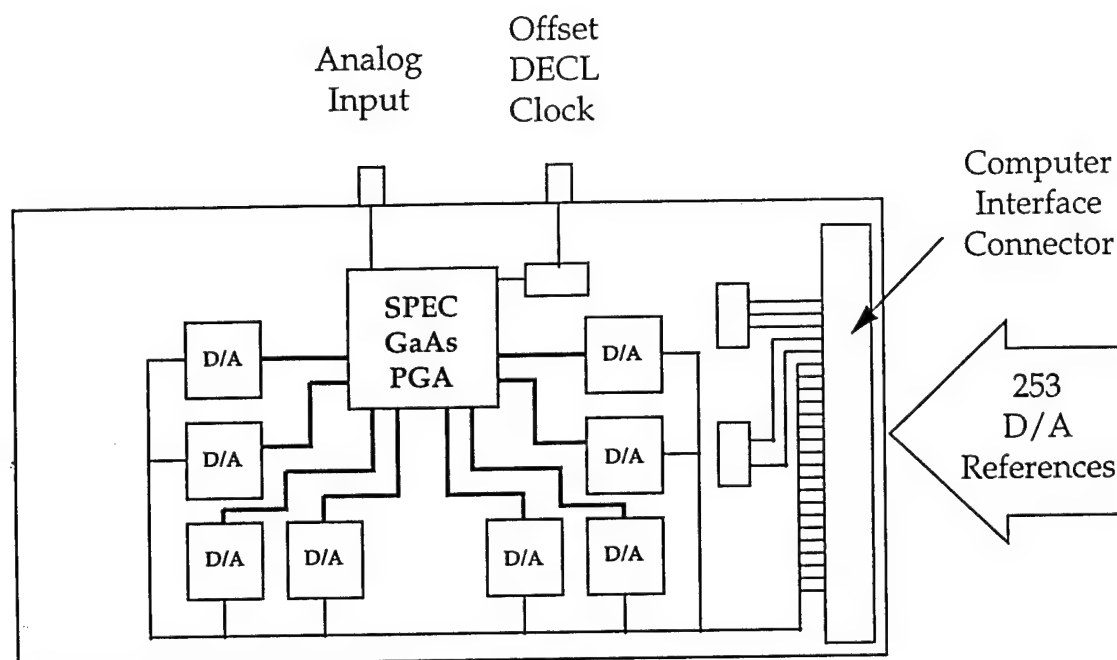 Analog
Input
Offset
DECL
Clock
Computer
Interface
Connector
SPEC
GaAs
PGA
D/A
D/A
D/A
D/A
D/A
D/A
D/A
D/A
253
D/A
References